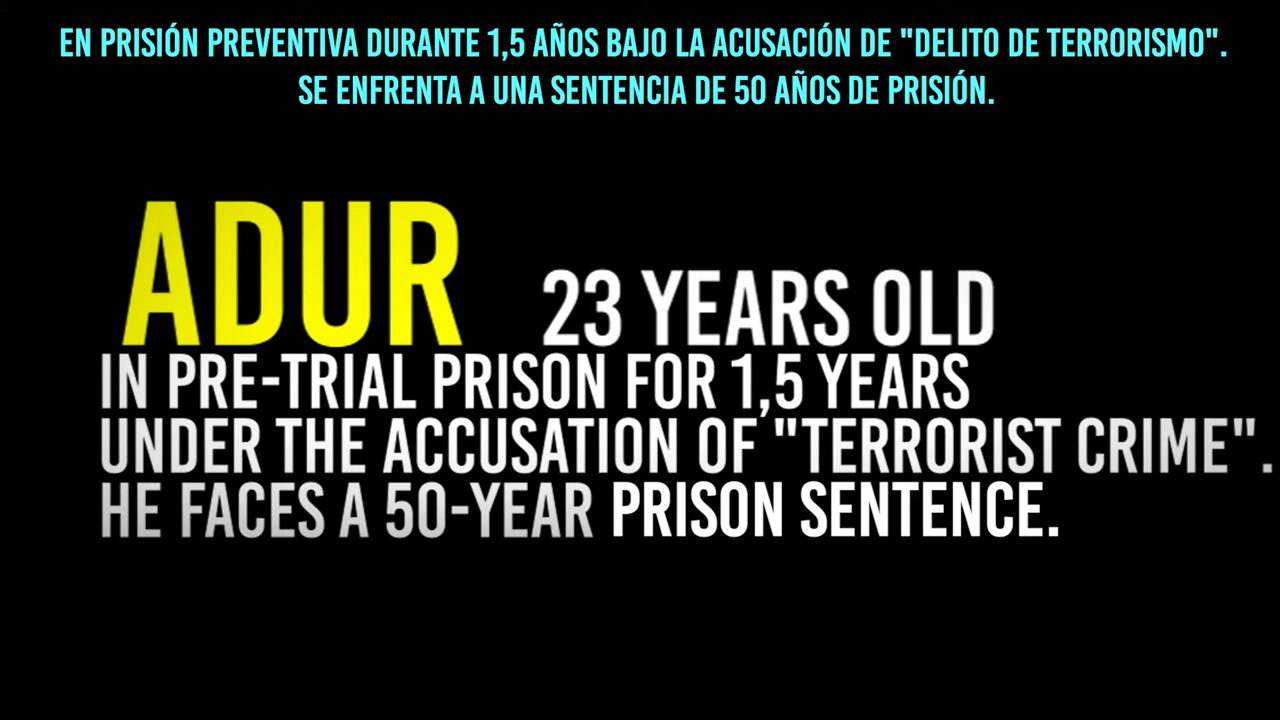 EN PRISIÓN PREVENTIVA DURANTE 1,5 AÑOS BAJO LA ACUSACIÓN DE "DELITO DE TERRORISMO".
SE ENFRENTA A UNA SENTENCIA DE 50 AÑOS DE PRISIÓN.
ADUR 23 YEARS OLD
IN PRE-TRIAL PRISON FOR 1,5 YEARS
UNDER THE ACCUSATION OF "TERRORIST CRIME".
HE FACES A 50-YEAR PRISON SENTENCE.